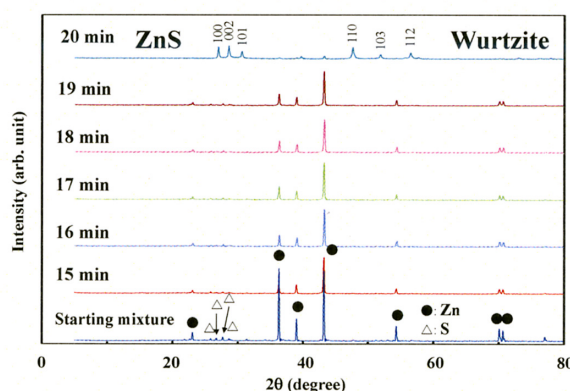 20 min
ZnS
100
002
101
110
103
112
Wurtzite
19 min
18 min
17 min
16 min
15 min
Starting mixture
●: Zn
△: S
Intensity (arb. unit)
0
20
40
60
80
2θ (degree)